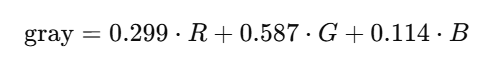 gray = 0.299 · R + 0.587 · G + 0.114 · B